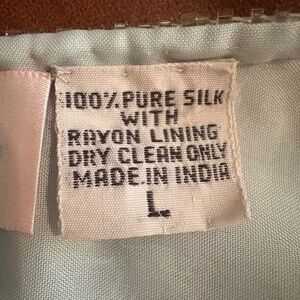 100% PURE SILK
WITH
RAYON LINING
DRY CLEAN ONLY
MADE.IN INDIA
L